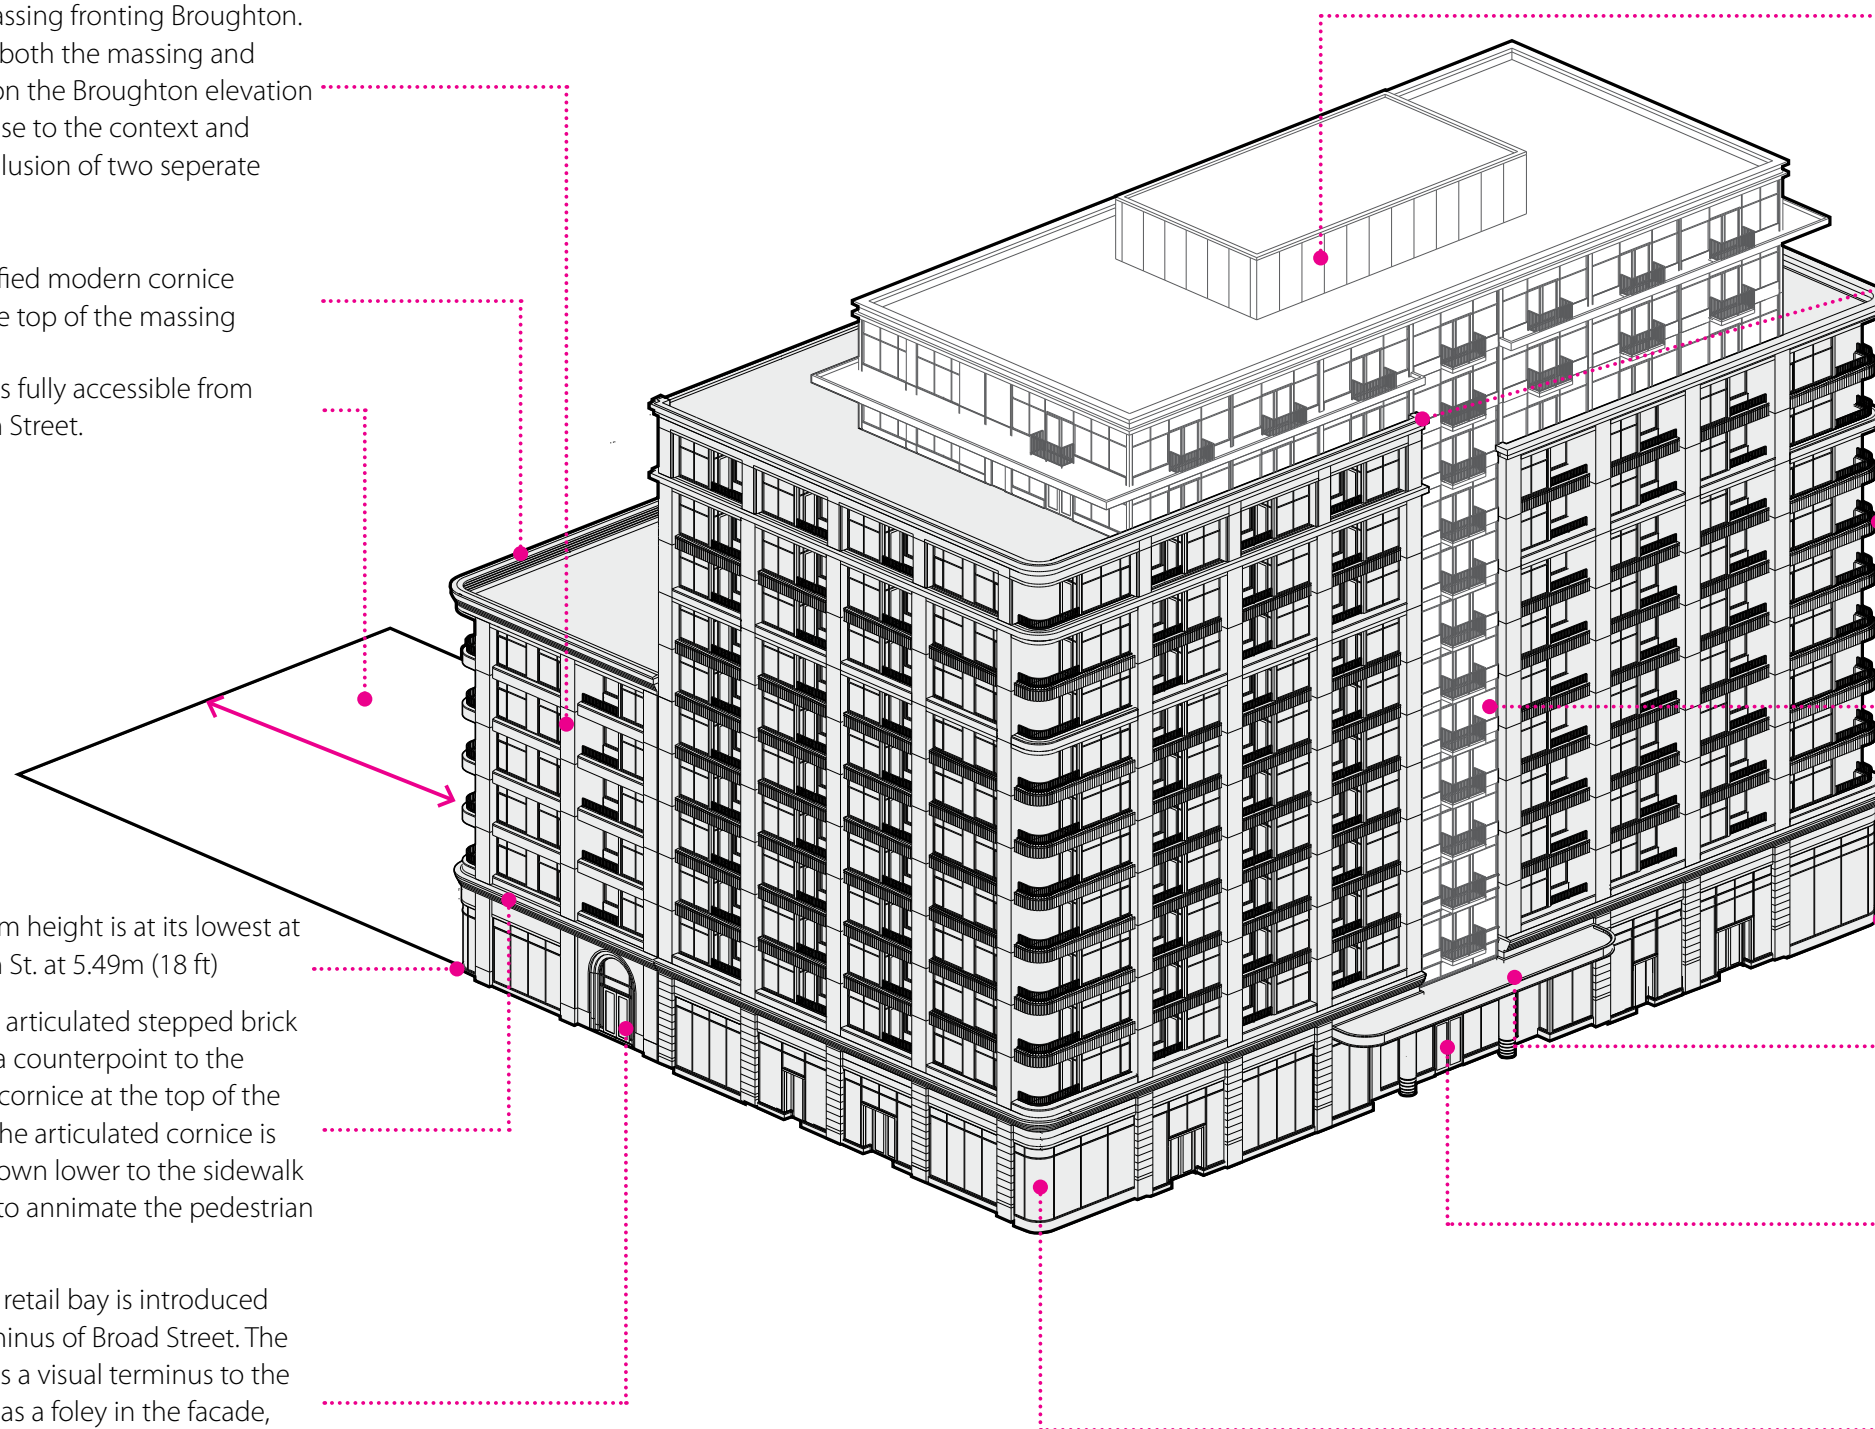 assing fronting Broughton.
both the massing and
on the Broughton elevation
se to the context and
lusion of two seperate
fied modern cornice
e top of the massing
s fully accessible from
n Street.
m height is at its lowest at
n St. at 5.49m (18 ft)
articulated stepped brick
a counterpoint to the
cornice at the top of the
he articulated cornice is
own lower to the sidewalk
to annimate the pedestrian
retail bay is introduced
minus of Broad Street. The
s a visual terminus to the
as a foley in the facade,